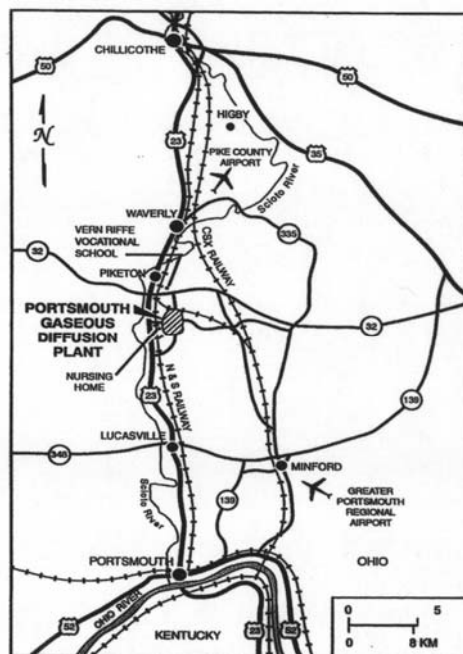 CHILLICOTHE
50
50
N
HIGBY
23
35
PIKE COUNTY
AIRPORT
Scioto River
WAVERLY
VERN RIFFE
VOCATIONAL
SCHOOL
335
CSX RAILWAY
32
PIKETON
PORTSMOUTH
GASEOUS
DIFFUSION
PLANT
32
NURSING
HOME
N & S RAILWAY
23
139
LUCASVILLE
348
MINFORD
139
Scioto
River
GREATER
PORTSMOUTH
REGIONAL
AIRPORT
PORTSMOUTH
OHIO
OHIO RIVER
52
KENTUCKY
23
52
0 5
0 8 KM